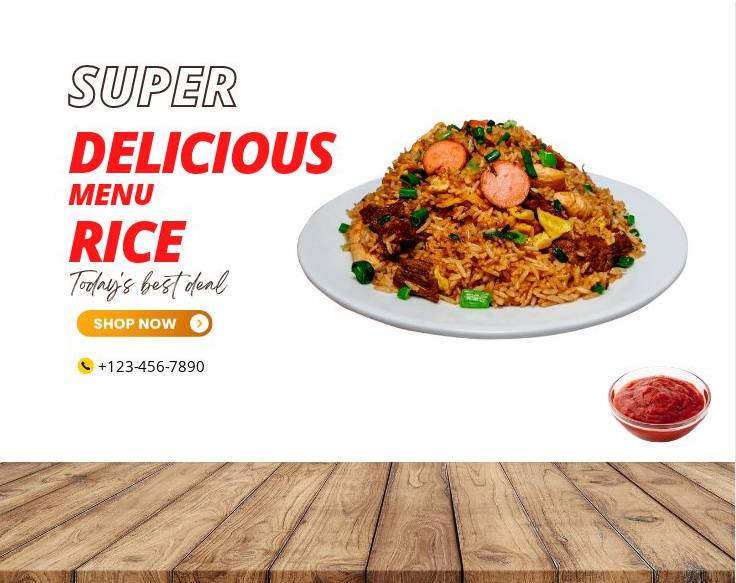 SUPER
DELICIOUS
MENU
RICE
Today's best deal
SHOP NOW
+123-456-7890